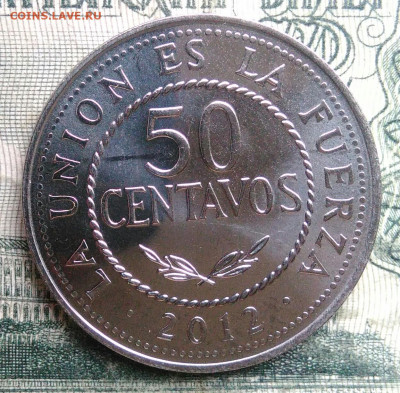 COINS.LAVE.RU
LA UNION ES LA FUERZA
50
CENTAVOS
· 2012 ·